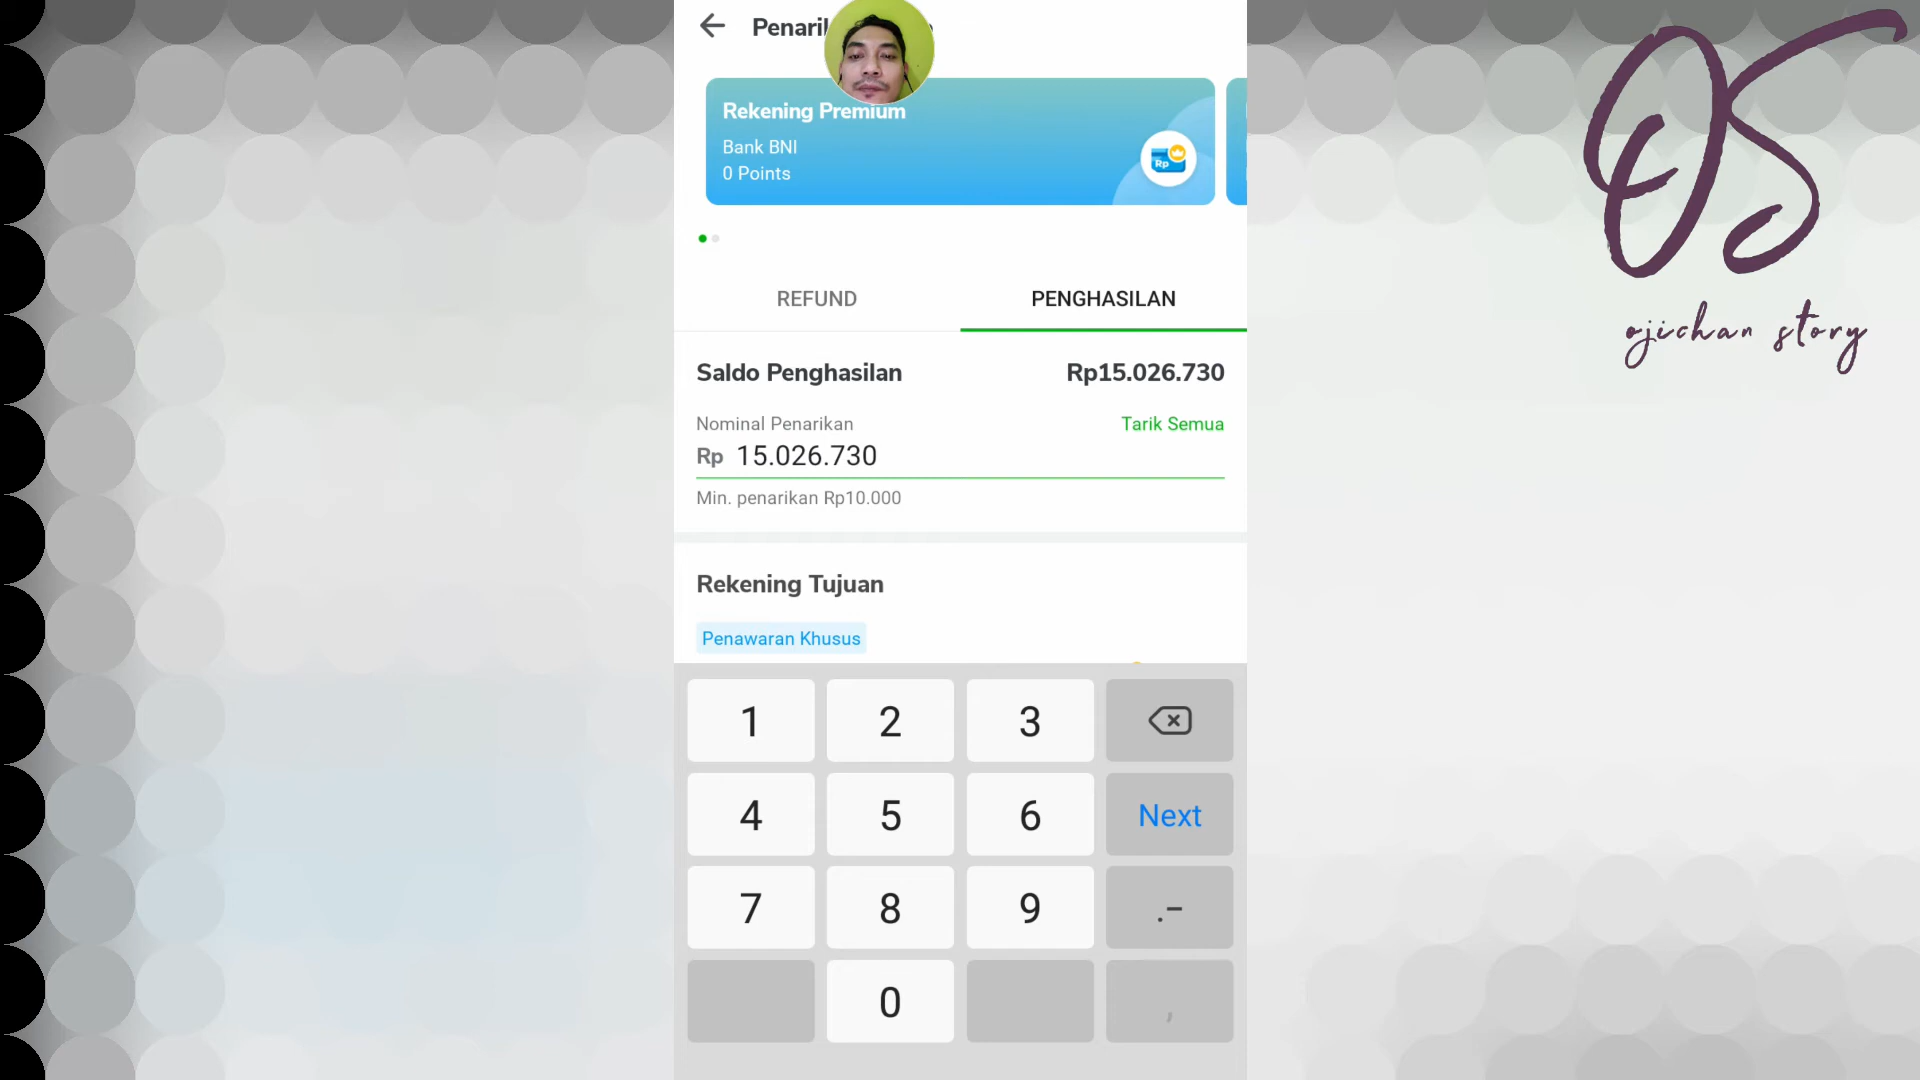 Rekening Premium
Bank BNI
0 Points
Rp
REFUND
PENGHASILAN
Saldo Penghasilan
Rp15.026.730
Nominal Penarikan
Tarik Semua
Rp 15.026.730
Min. penarikan Rp10.000
Rekening Tujuan
Penawaran Khusus
1 2 3
4 5 6 Next
7 8 9 .-
0 ,
OS
ojichan story